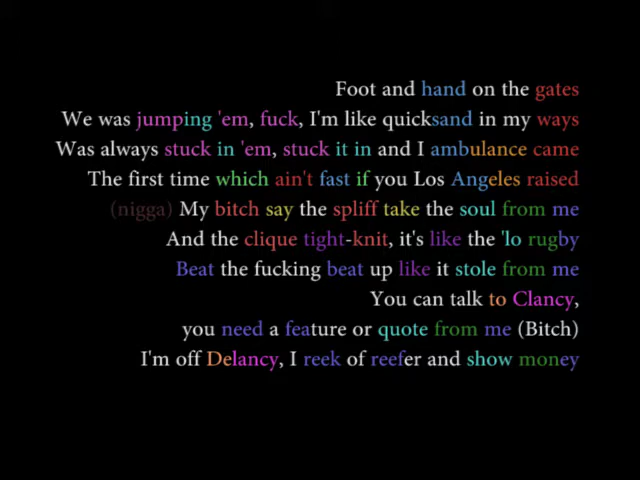 Foot and hand on the gates
We was jumping 'em, fuck, I'm like quicksand in my ways
Was always stuck in 'em, stuck it in and I ambulance came
The first time which ain't fast if you Los Angeles raised
(nigga) My bitch say the spliff take the soul from me
And the clique tight-knit, it's like the 'lo rugby
Beat the fucking beat up like it stole from me
You can talk to Clancy,
you need a feature or quote from me (Bitch)
I'm off Delancy, I reek of reefer and show money